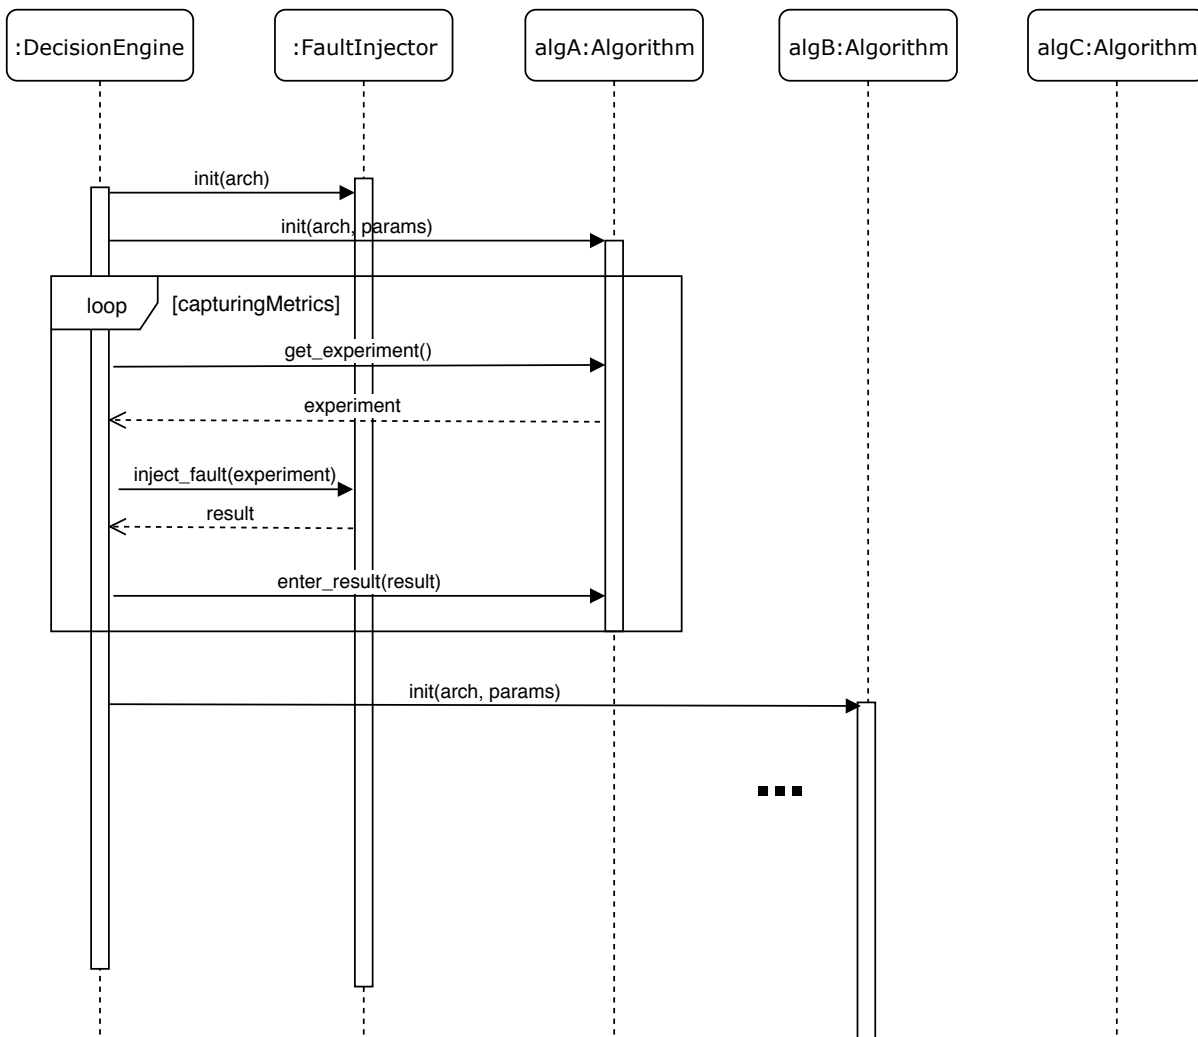 :DecisionEngine
:FaultInjector
algA:Algorithm
algB:Algorithm
algC:Algorithm
init(arch)
init(arch, params)
loop
[capturingMetrics]
get_experiment()
experiment
inject_fault(experiment)
result
enter_result(result)
init(arch, params)
...